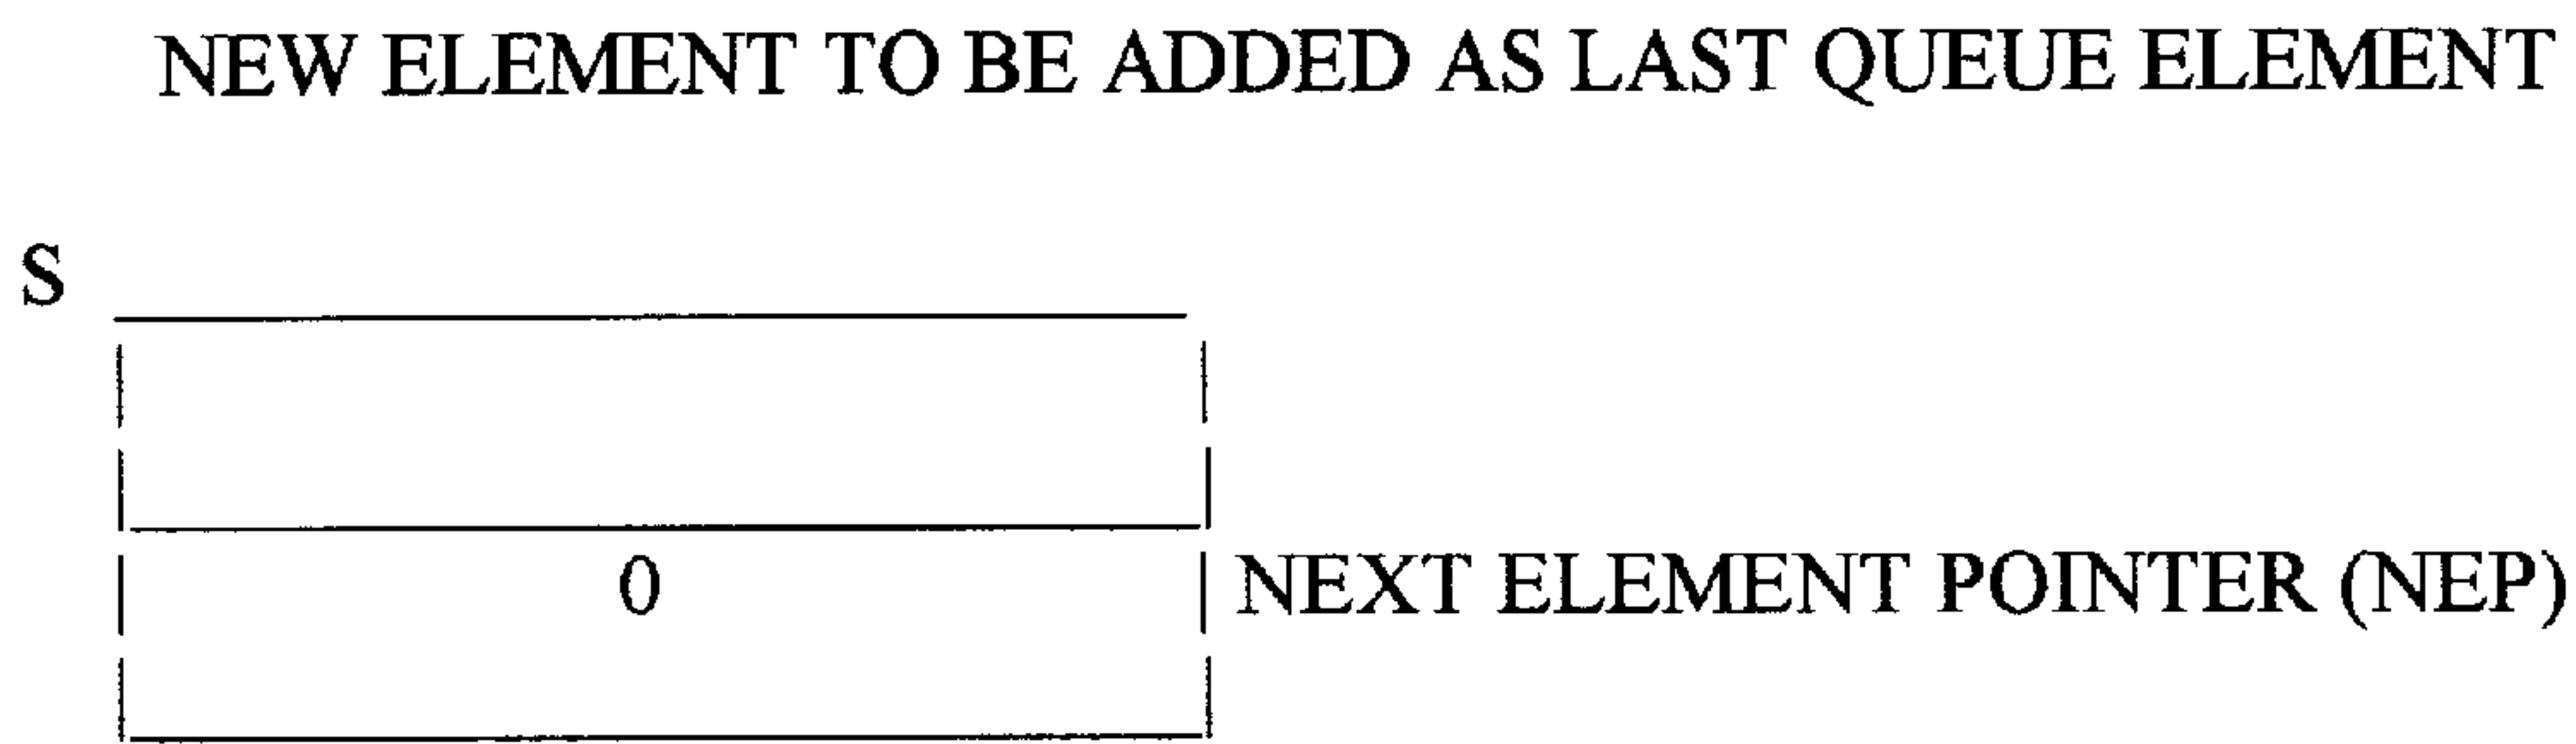 NEW ELEMENT TO BE ADDED AS LAST QUEUE ELEMENT
S
0 NEXT ELEMENT POINTER (NEP)